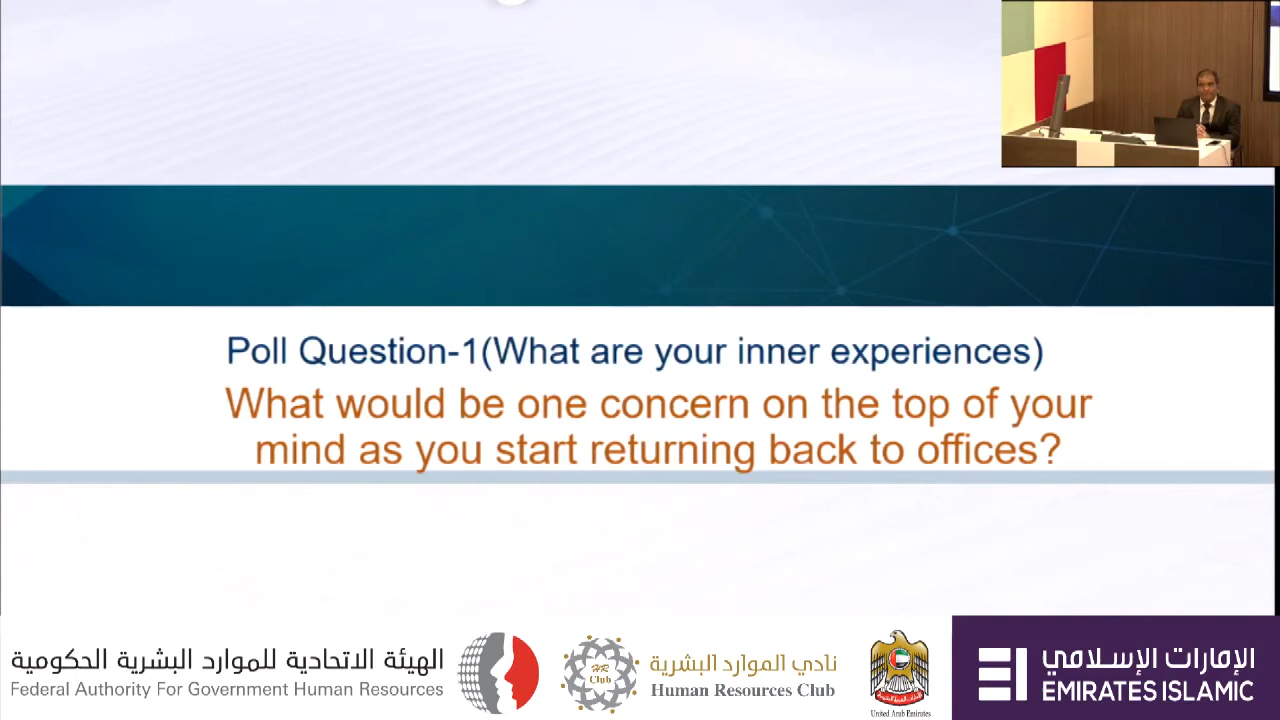 Poll Question-1(What are your inner experiences)
What would be one concern on the top of your
mind as you start returning back to offices?
الهيئة الاتحادية للموارد البشرية الحكومية
Federal Authority For Government Human Resources
HR
Club
نادي الموارد البشرية
Human Resources Club
United Arab Emirates
الإمارات الإسلامي
EMIRATES ISLAMIC